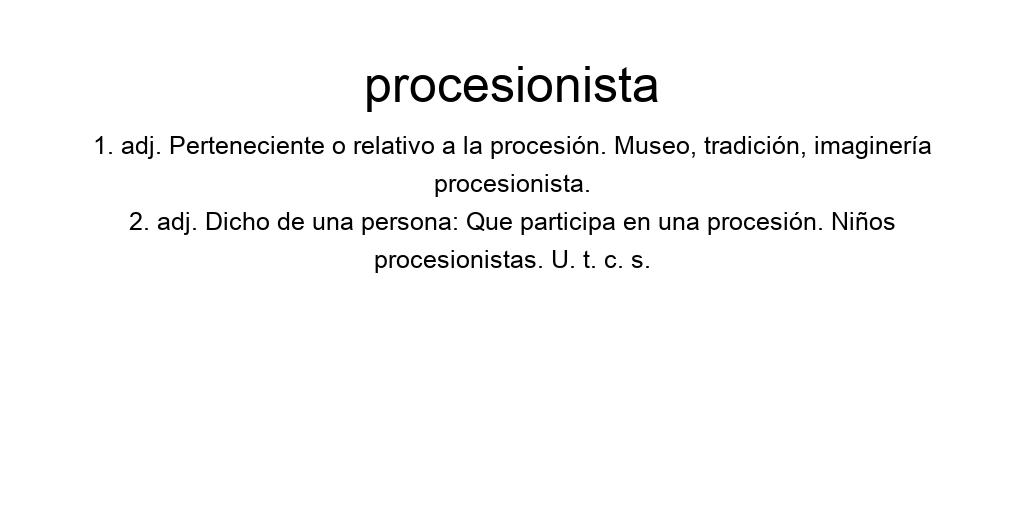 procesionista
1. adj. Perteneciente o relativo a la procesión. Museo, tradición, imaginería
procesionista.
2. adj. Dicho de una persona: Que participa en una procesión. Niños
procesionistas. U. t. c. s.